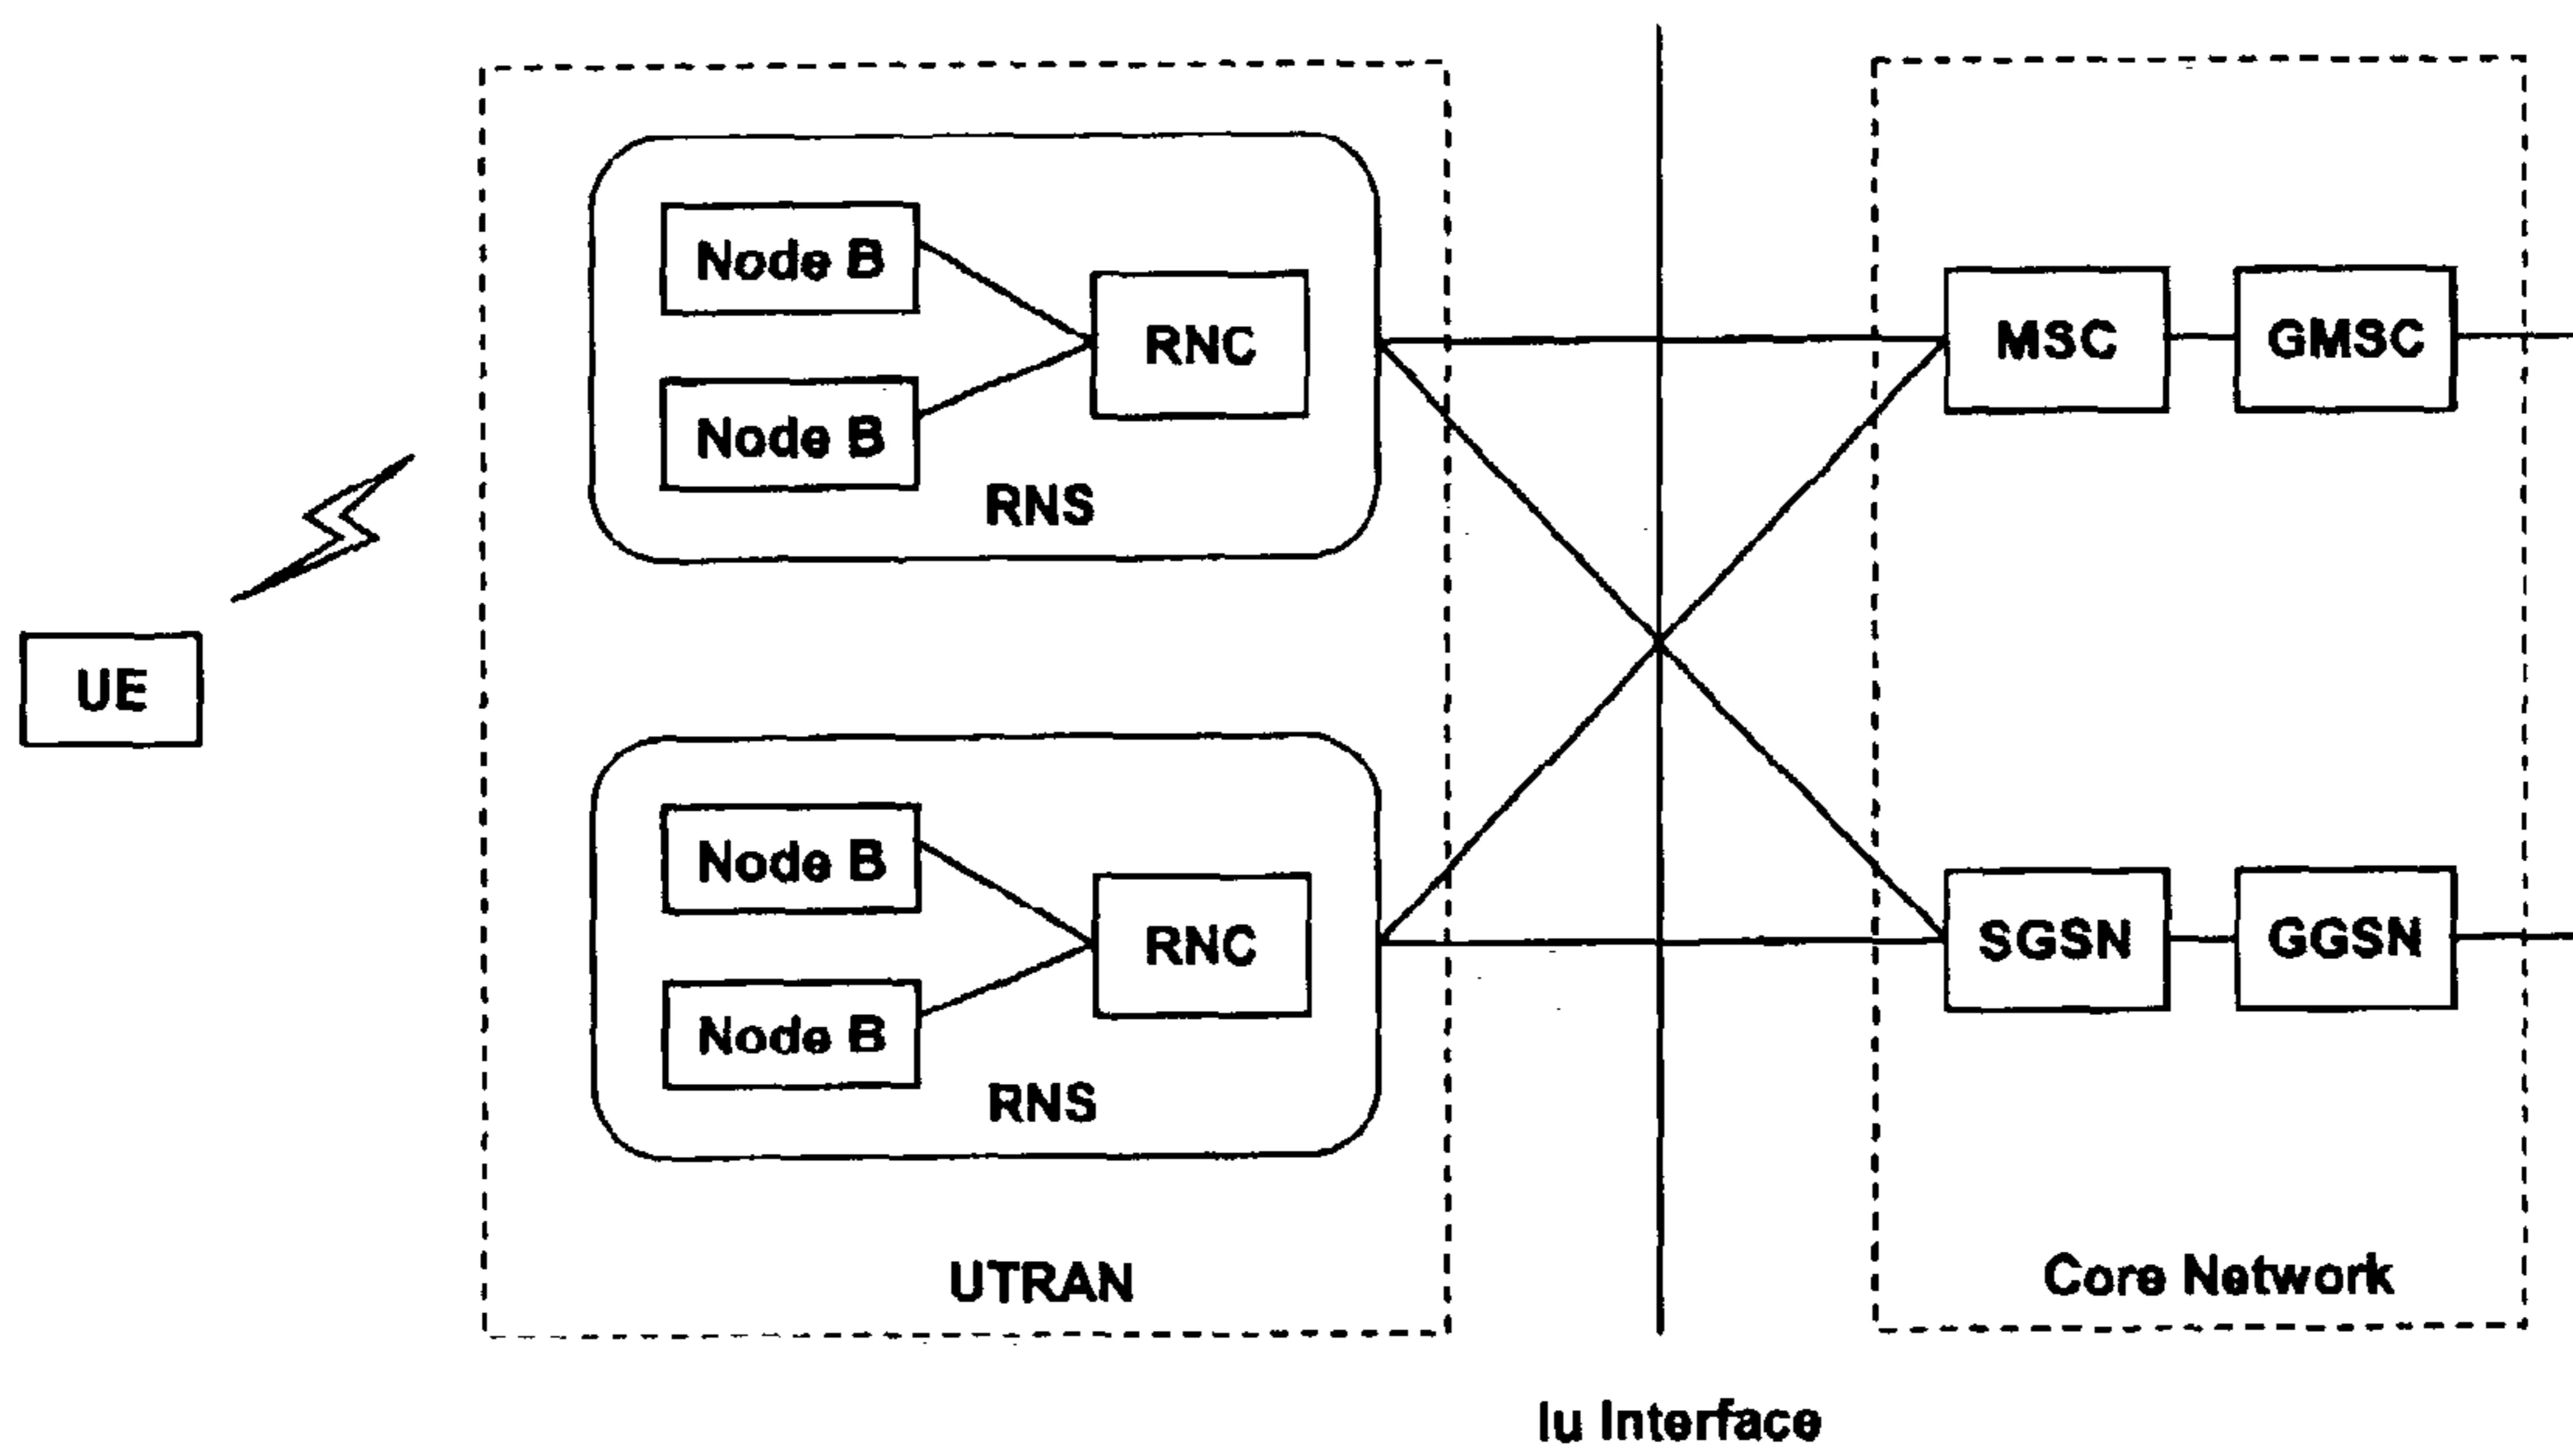 Node B
RNC
Node B
RNS
MSC
GMSC
UE
Node B
RNC
Node B
RNS
SGSN
GGSN
UTRAN
Core Network
Iu Interface